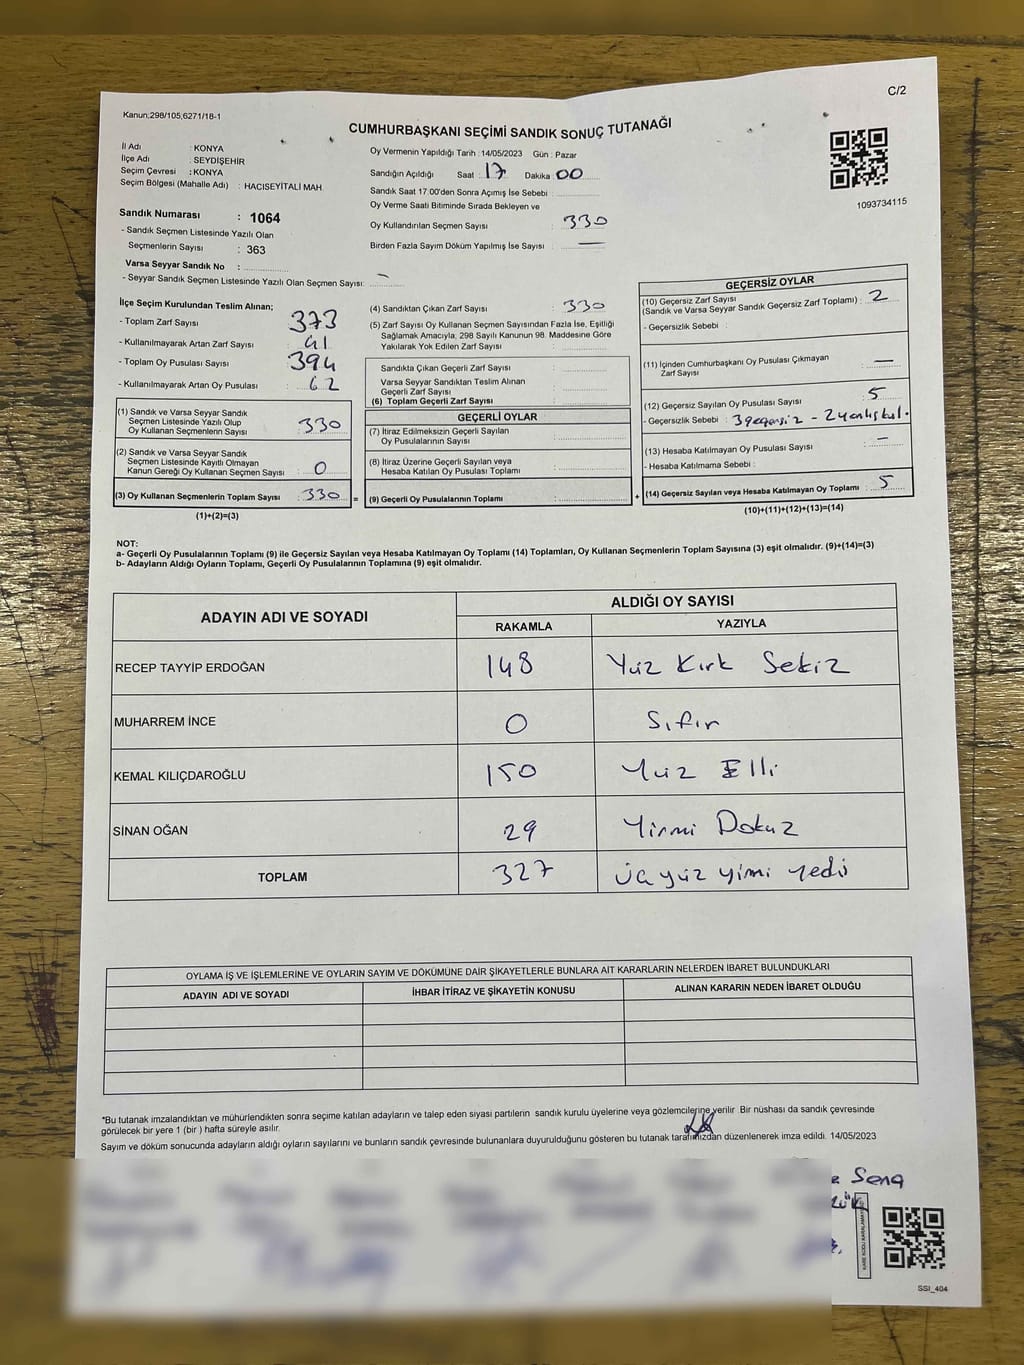 C/2
Kanun;298/105,6271/18-1
CUMHURBAŞKANI SEÇİMİ SANDIK SONUÇ TUTANAĞI
İl Adı : KONYA
İlçe Adı : SEYDİŞEHİR
Seçim Çevresi : KONYA
Seçim Bölgesi (Mahalle Adı) : HACISEYİTALİ MAH.
Sandık Numarası : 1064
- Sandık Seçmen Listesinde Yazılı Olan
Seçmenlerin Sayısı : 363
Varsa Seyyar Sandık No :
- Seyyar Sandık Seçmen Listesinde Yazılı Olan Seçmen Sayısı: -
Oy Vermenin Yapıldığı Tarih : 14/05/2023 Gün : Pazar
Sandığın Açıldığı Saat 17 Dakika 00
Sandık Saat 17.00'den Sonra Açımış İse Sebebi :
Oy Verme Saati Bitiminde Sırada Bekleyen ve
Oy Kullandırılan Seçmen Sayısı : 330
Birden Fazla Sayım Döküm Yapılmış İse Sayısı : —
1093734115
İlçe Seçim Kurulundan Teslim Alınan;
- Toplam Zarf Sayısı : 373
- Kullanılmayarak Artan Zarf Sayısı : 41
- Toplam Oy Pusulası Sayısı : 394
- Kullanılmayarak Artan Oy Pusulası : 62
(1) Sandık ve Varsa Seyyar Sandık
Seçmen Listesinde Yazılı Olup
Oy Kullanan Seçmenlerin Sayısı : 330
(2) Sandık ve Varsa Seyyar Sandık
Seçmen Listesinde Kayıtlı Olmayan
Kanun Gereği Oy Kullanan Seçmen Sayısı : 0
(3) Oy Kullanan Seçmenlerin Toplam Sayısı : 330 =
(1)+(2)=(3)
(4) Sandıktan Çıkan Zarf Sayısı : 330
(5) Zarf Sayısı Oy Kullanan Seçmen Sayısından Fazla İse, Eşitliği
Sağlamak Amacıyla, 298 Sayılı Kanunun 98. Maddesine Göre
Yakılarak Yok Edilen Zarf Sayısı :
Sandıkta Çıkan Geçerli Zarf Sayısı :
Varsa Seyyar Sandıktan Teslim Alınan
Geçerli Zarf Sayısı :
(6) Toplam Geçerli Zarf Sayısı :
GEÇERLİ OYLAR
(7) İtiraz Edilmeksizin Geçerli Sayılan
Oy Pusulalarının Sayısı :
(8) İtiraz Üzerine Geçerli Sayılan veya
Hesaba Katılan Oy Pusulası Toplamı :
(9) Geçerli Oy Pusulalarının Toplamı : +
GEÇERSİZ OYLAR
(10) Geçersiz Zarf Sayısı
(Sandık ve Varsa Seyyar Sandık Geçersiz Zarf Toplamı) : 2
- Geçersizlik Sebebi :
(11) İçinden Cumhurbaşkanı Oy Pusulası Çıkmayan
Zarf Sayısı : —
(12) Geçersiz Sayılan Oy Pusulası Sayısı : 5
- Geçersizlik Sebebi : 3 geçersiz - 2 yanlış kul.
(13) Hesaba Katılmayan Oy Pusulası Sayısı : -
- Hesaba Katılmama Sebebi :
(14) Geçersiz Sayılan veya Hesaba Katılmayan Oy Toplamı : 5
(10)+(11)+(12)+(13)=(14)
NOT:
a- Geçerli Oy Pusulalarının Toplamı (9) ile Geçersiz Sayılan veya Hesaba Katılmayan Oy Toplamı (14) Toplamları, Oy Kullanan Seçmenlerin Toplam Sayısına (3) eşit olmalıdır. (9)+(14)=(3)
b- Adayların Aldığı Oyların Toplamı, Geçerli Oy Pusulalarının Toplamına (9) eşit olmalıdır.
ADAYIN ADI VE SOYADI ALDIĞI OY SAYISI
RAKAMLA YAZIYLA
RECEP TAYYİP ERDOĞAN 148 Yüz Kırk Sekiz
MUHARREM İNCE 0 Sıfır
KEMAL KILIÇDAROĞLU 150 Yüz Elli
SİNAN OĞAN 29 Yirmi Dokuz
TOPLAM 327 üçyüz yimi yedi
OYLAMA İŞ VE İŞLEMLERİNE VE OYLARIN SAYIM VE DÖKÜMÜNE DAİR ŞİKAYETLERLE BUNLARA AİT KARARLARIN NELERDEN İBARET BULUNDUKLARI
ADAYIN ADI VE SOYADI İHBAR İTİRAZ VE ŞİKAYETİN KONUSU ALINAN KARARIN NEDEN İBARET OLDUĞU
*Bu tutanak imzalandıktan ve mühürlendikten sonra seçime katılan adayların ve talep eden siyasi partilerin sandık kurulu üyelerine veya gözlemcilerine verilir. Bir nüshası da sandık çevresinde
görülecek bir yere 1 (bir ) hafta süreyle asılır.
Sayım ve döküm sonucunda adayların aldığı oyların sayılarını ve bunların sandık çevresinde bulunanlara duyurulduğunu gösteren bu tutanak tarafımızdan düzenlenerek imza edildi. 14/05/2023
SSİ_404